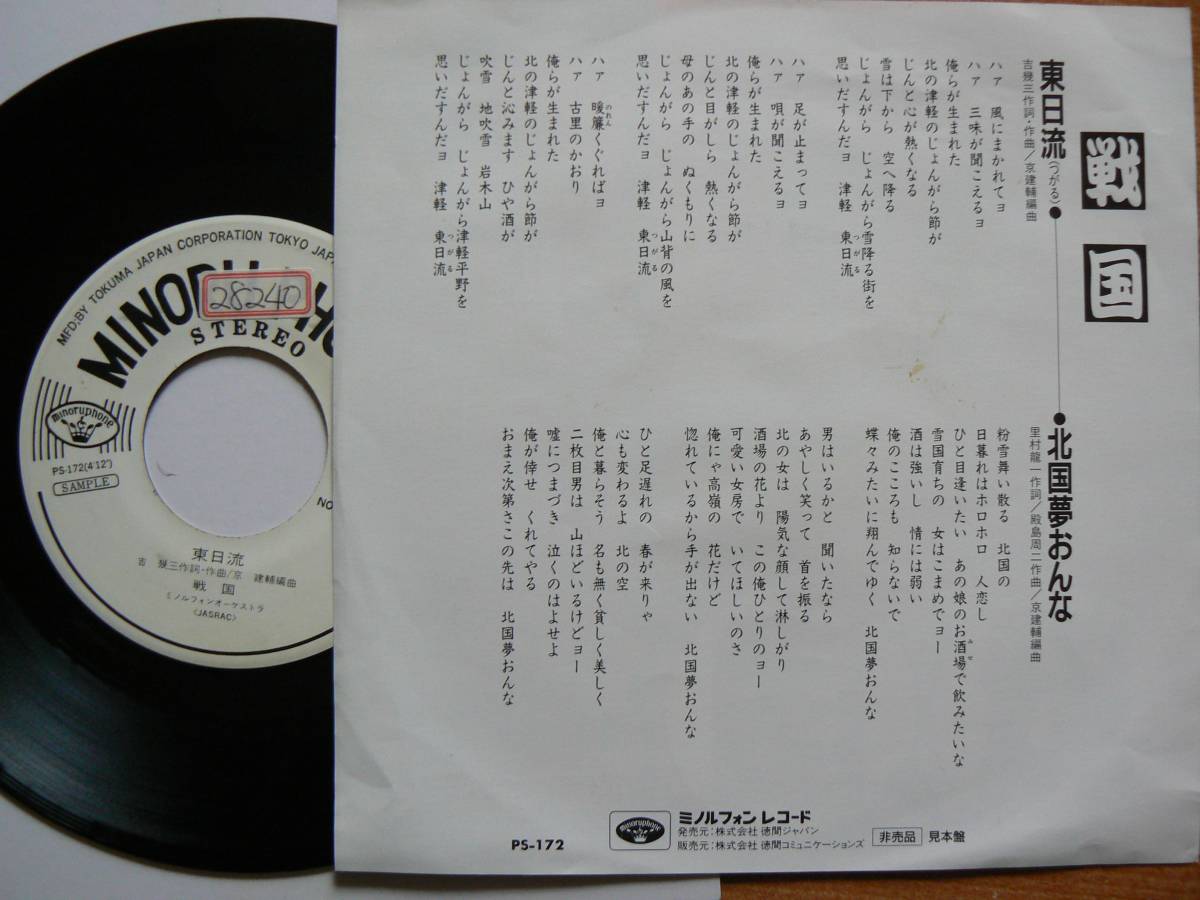 戦国
東日流(つがる)
吉幾三作詞・作曲/京建輔編曲
ハァ 風にまかれてヨ
ハァ 三味が聞こえるヨ
俺らが生まれた
北の津軽のじょんがら節が
じんと心が熱くなる
雪は下から 空へ降る
じょんがら じょんがら雪降る街を
思いだすんだヨ 津軽 東日流
つがる
ハァ 足が止まってヨ
ハァ 唄が聞こえるヨ
俺らが生まれた
北の津軽のじょんがら節が
じんと目がしら 熱くなる
母のあの手の ぬくもりに
じょんがら じょんがら山背の風を
思いだすんだヨ 津軽 東日流
つがる
ハァ 暖簾くぐればヨ
のれん
ハァ 古里のかおり
俺らが生まれた
北の津軽のじょんがら節が
じんと沁みます ひや酒が
吹雪 地吹雪 岩木山
じょんがら じょんがら津軽平野を
思いだすんだヨ 津軽 東日流
つがる
北国夢おんな
里村龍一作詞/殿島周二作曲/京建輔編曲
粉雪舞い散る 北国の
日暮れはホロホロ 人恋し
ひと目逢いたい あの娘のお酒場で飲みたいな
みせ
雪国育ちの 女はこまめでョー
酒は強いし 情には弱い
俺のこころも 知らないで
蝶々みたいに翔んでゆく 北国夢おんな
男はいるかと 聞いたなら
あやしく笑って 首を振る
北の女は 陽気な顔して淋しがり
酒場の花より この俺ひとりのョー
可愛い女房で いてほしいのさ
俺にゃ高嶺の 花だけど
惚れているから手が出ない 北国夢おんな
ひと足遅れの 春が来りゃ
心も変わるよ 北の空
俺と暮らそう 名も無く貧しく美しく
二枚目男は 山ほどいるけどョー
嘘につまづき 泣くのはよせよ
俺が倖せ くれてやる
おまえ次第さこの先は 北国夢おんな
PS-172
minoruphone
ミノルフォンレコード
発売元:株式会社徳間ジャパン
販売元:株式会社徳間コミュニケーションズ
非売品 見本盤
MFD. BY TOKUMA JAPAN CORPORATION TOKYO JAP
28240
STEREO
minoruphone
PS-172(4'12")
SAMPLE
NO
東日流
吉 幾三作詞・作曲/京 建輔編曲
戦国
ミノルフォンオーケストラ
<JASRAC>